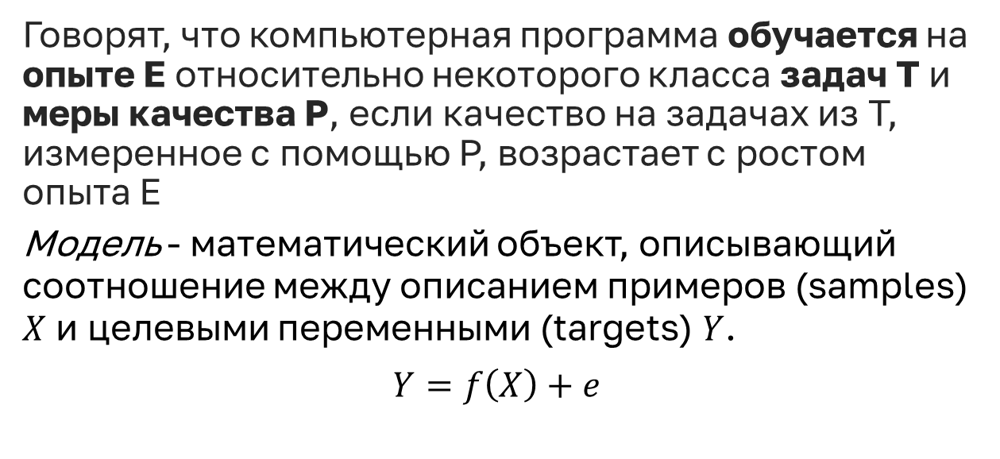 Говорят, что компьютерная программа обучается на
опыте E относительно некоторого класса задач T и
меры качества P, если качество на задачах из T,
измеренное с помощью P, возрастает с ростом
опыта E
Модель - математический объект, описывающий
соотношение между описанием примеров (samples)
X и целевыми переменными (targets) Y.
Y = f(X) + e